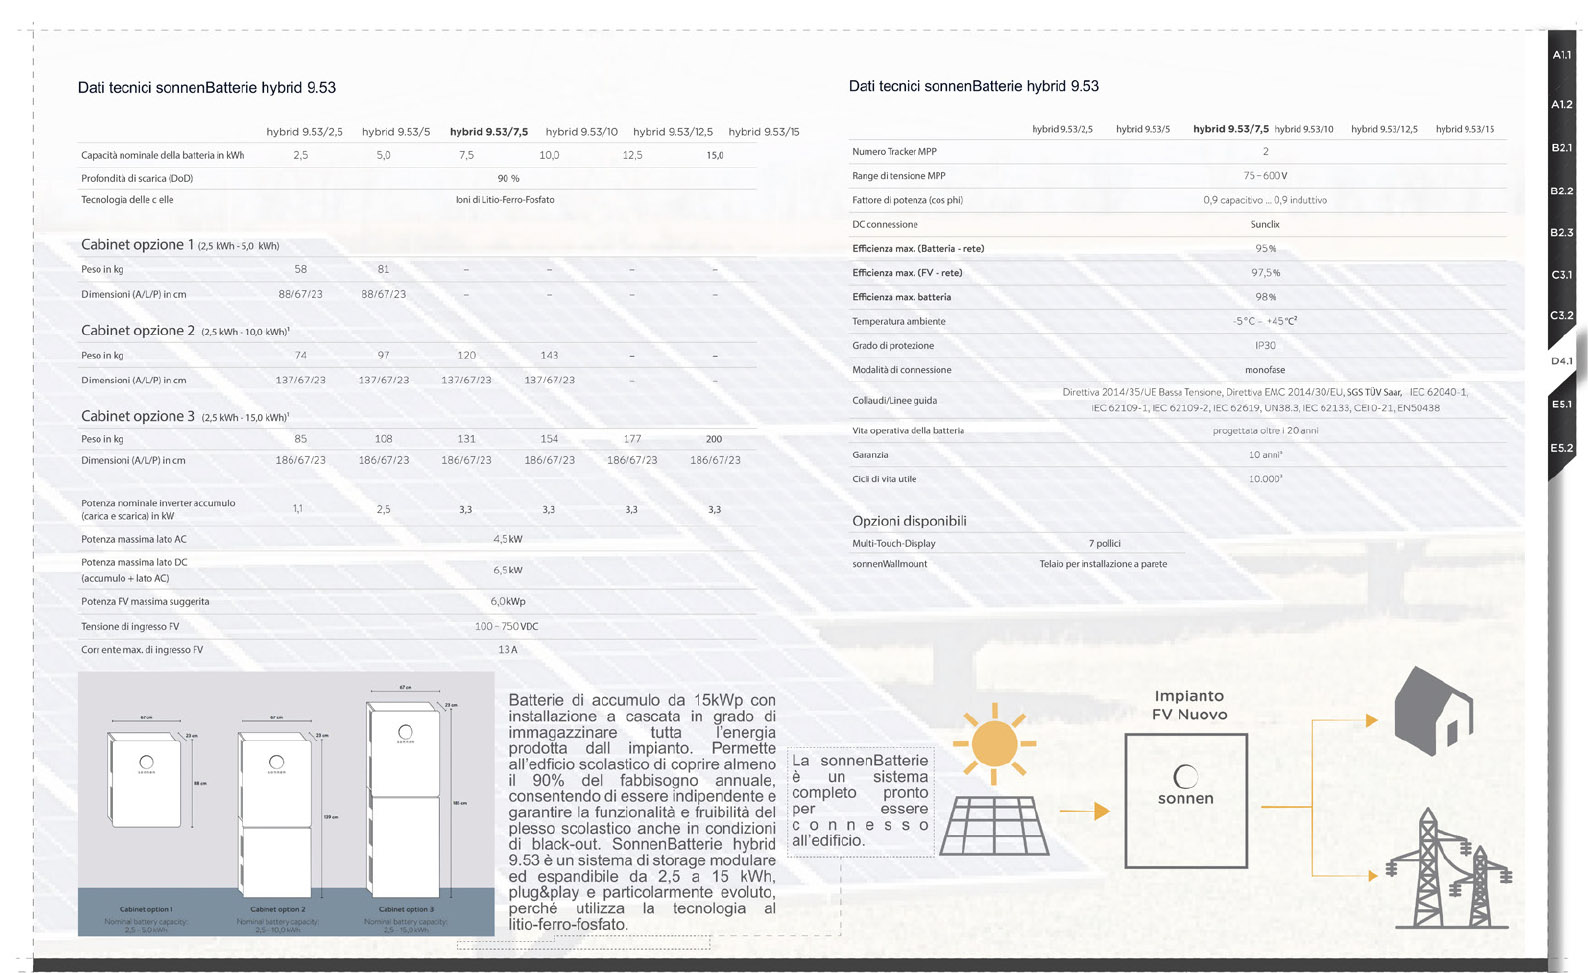 Dati tecnici sonnenBatterie hybrid 9.53
hybrid 9.53/2,5 hybrid 9.53/5 hybrid 9.53/7,5 hybrid 9.53/10 hybrid 9.53/12,5 hybrid 9.53/15
Capacità nominale della batteria in kWh 2,5 5,0 7,5 10,0 12,5 15,0
Profondità di scarica (DoD) 90 %
Tecnologia delle c elle Ioni di Litio-Ferro-Fosfato
Cabinet opzione 1 (2,5 kWh - 5,0 kWh)
Peso in kg 58 81 – – – –
Dimensioni (A/L/P) in cm 88/67/23 88/67/23 – – – –
Cabinet opzione 2 (2,5 kWh - 10,0 kWh)¹
Peso in kg 74 97 120 143 – –
Dimensioni (A/L/P) in cm 137/67/23 137/67/23 137/67/23 137/67/23 – –
Cabinet opzione 3 (2,5 kWh - 15,0 kWh)¹
Peso in kg 85 108 131 154 177 200
Dimensioni (A/L/P) in cm 186/67/23 186/67/23 186/67/23 186/67/23 186/67/23 186/67/23
Potenza nominale inverter accumulo
(carica e scarica) in kW 1,1 2,5 3,3 3,3 3,3 3,3
Potenza massima lato AC 4,5 kW
Potenza massima lato DC
(accumulo + lato AC) 6,5 kW
Potenza FV massima suggerita 6,0 kWp
Tensione di ingresso FV 100 – 750 VDC
Corrente max. di ingresso FV 13 A
67 cm
23 cm
88 cm
sonnen
Cabinet option 1
Nominal battery capacity:
2,5 - 5,0 kWh
67 cm
23 cm
139 cm
sonnen
Cabinet option 2
Nominal battery capacity:
2,5 - 10,0 kWh
67 cm
23 cm
185 cm
sonnen
Cabinet option 3
Nominal battery capacity:
2,5 - 15,0 kWh
Batterie di accumulo da 15kWp con
installazione a cascata in grado di
immagazzinare tutta l'energia
prodotta dall impianto. Permette
all'edficio scolastico di coprire almeno
il 90% del fabbisogno annuale,
consentendo di essere indipendente e
garantire la funzionalità e fruibilità del
plesso scolastico anche in condizioni
di black-out. SonnenBatterie hybrid
9.53 è un sistema di storage modulare
ed espandibile da 2,5 a 15 kWh,
plug&play e particolarmente evoluto,
perché utilizza la tecnologia al
litio-ferro-fosfato.
Dati tecnici sonnenBatterie hybrid 9.53
hybrid 9.53/2,5 hybrid 9.53/5 hybrid 9.53/7,5 hybrid 9.53/10 hybrid 9.53/12,5 hybrid 9.53/15
Numero Tracker MPP 2
Range di tensione MPP 75 – 600 V
Fattore di potenza (cos phi) 0,9 capacitivo ... 0,9 induttivo
DC connessione Sunclix
Efficienza max. (Batteria - rete) 95 %
Efficienza max. (FV - rete) 97,5 %
Efficienza max. batteria 98 %
Temperatura ambiente -5 °C – +45 °C²
Grado di protezione IP30
Modalità di connessione monofase
Collaudi/Linee guida Direttiva 2014/35/UE Bassa Tensione, Direttiva EMC 2014/30/EU, SGS TÜV Saar, IEC 62040-1,
IEC 62109-1, IEC 62109-2, IEC 62619, UN38.3, IEC 62133, CEI 0-21, EN50438
Vita operativa della batteria progettata oltre i 20 anni
Garanzia 10 anni³
Cicli di vita utile 10.000³
Opzioni disponibili
Multi-Touch-Display 7 pollici
sonnenWallmount Telaio per installazione a parete
La sonnenBatterie
è un sistema
completo pronto
per essere
connesso
all'edificio.
Impianto
FV Nuovo
sonnen
A1.1
A1.2
B2.1
B2.2
B2.3
C3.1
C3.2
D4.1
E5.1
E5.2